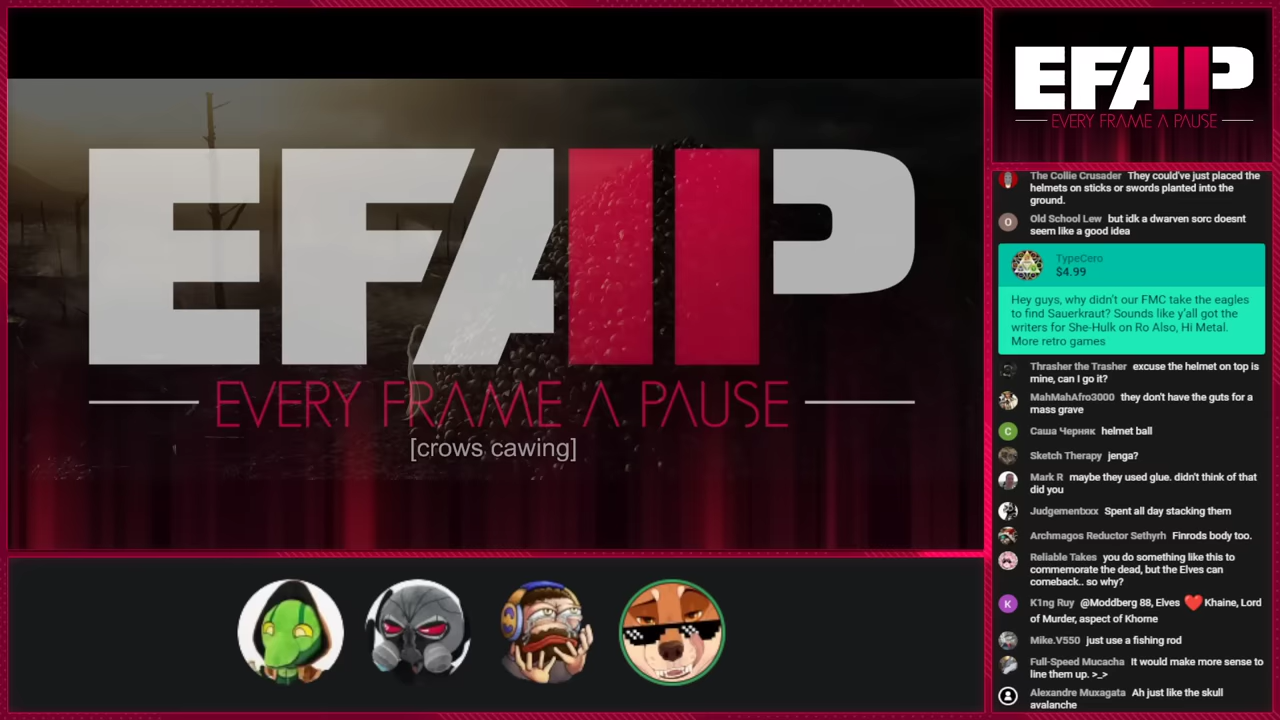 EFAP
EVERY FRAME A PAUSE
[crows cawing]
EFAP
EVERY FRAME A PAUSE
The Collie Crusader They could've just placed the
helmets on sticks or swords planted into the
ground.
O
Old School Lew but idk a dwarven sorc doesnt
seem like a good idea
TypeCero
$4.99
Hey guys, why didn't our FMC take the eagles
to find Sauerkraut? Sounds like y'all got the
writers for She-Hulk on Ro Also, Hi Metal.
More retro games
Thrasher the Trasher excuse the helmet on top is
mine, can I go it?
MahMahAfro3000 they don't have the guts for a
mass grave
C
Саша Черняк helmet ball
Sketch Therapy jenga?
Mark R maybe they used glue. didn't think of that
did you
Judgementxxx Spent all day stacking them
Archmagos Reductor Sethyrh Finrods body too.
Reliable Takes you do something like this to
commemorate the dead, but the Elves can
comeback.. so why?
K
K1ng Ruy @Moddberg 88, Elves ❤️ Khaine, Lord
of Murder, aspect of Khorne
Mike.V550 just use a fishing rod
Full-Speed Mucacha It would make more sense to
line them up. >_>
Alexandre Muxagata Ah just like the skull
avalanche